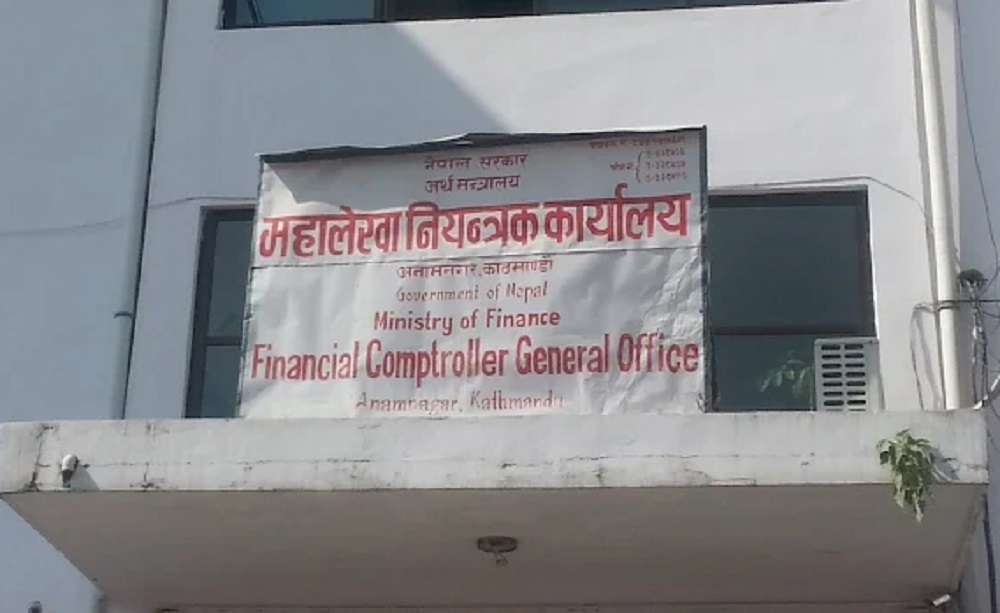 नेपाल सरकार
अर्थ मन्त्रालय
महालेखा नियन्त्रक कार्यालय
अनामनगर, काठमाण्डौ
Government of Nepal
Ministry of Finance
Financial Comptroller General Office
Anamnagar, Kathmandu